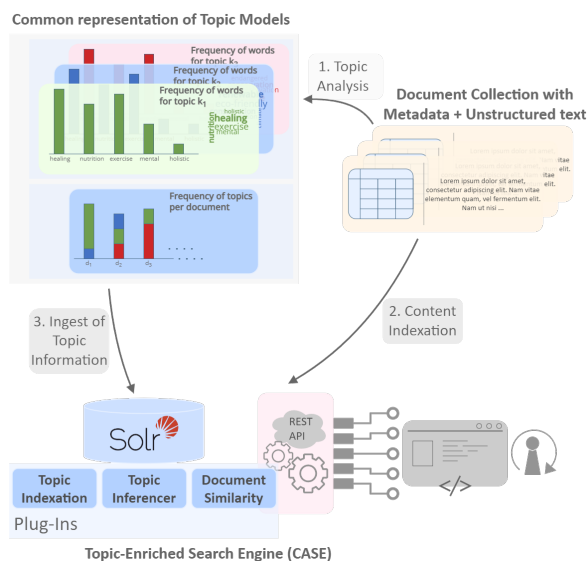 Common representation of Topic Models
Frequency of words
for topic k₃
Frequency of words
for topic k₂
Frequency of words
for topic k₁
holistic
healing
exercise
mental
nutrition
healing nutrition exercise mental holistic
Frequency of topics
per document
d₁ d₂ d₃
1. Topic
Analysis
Document Collection with
Metadata + Unstructured text
Lorem ipsum dolor sit amet,
consectetur adipiscing elit. Nam vitae
elementum quam, vel fermentum elit.
Nam ut nisi ...
vitae
elit.
2. Content
Indexation
3. Ingest of
Topic
Information
Solr
REST
API
</>
Topic
Indexation
Topic
Inferencer
Document
Similarity
Plug-Ins
Topic-Enriched Search Engine (CASE)